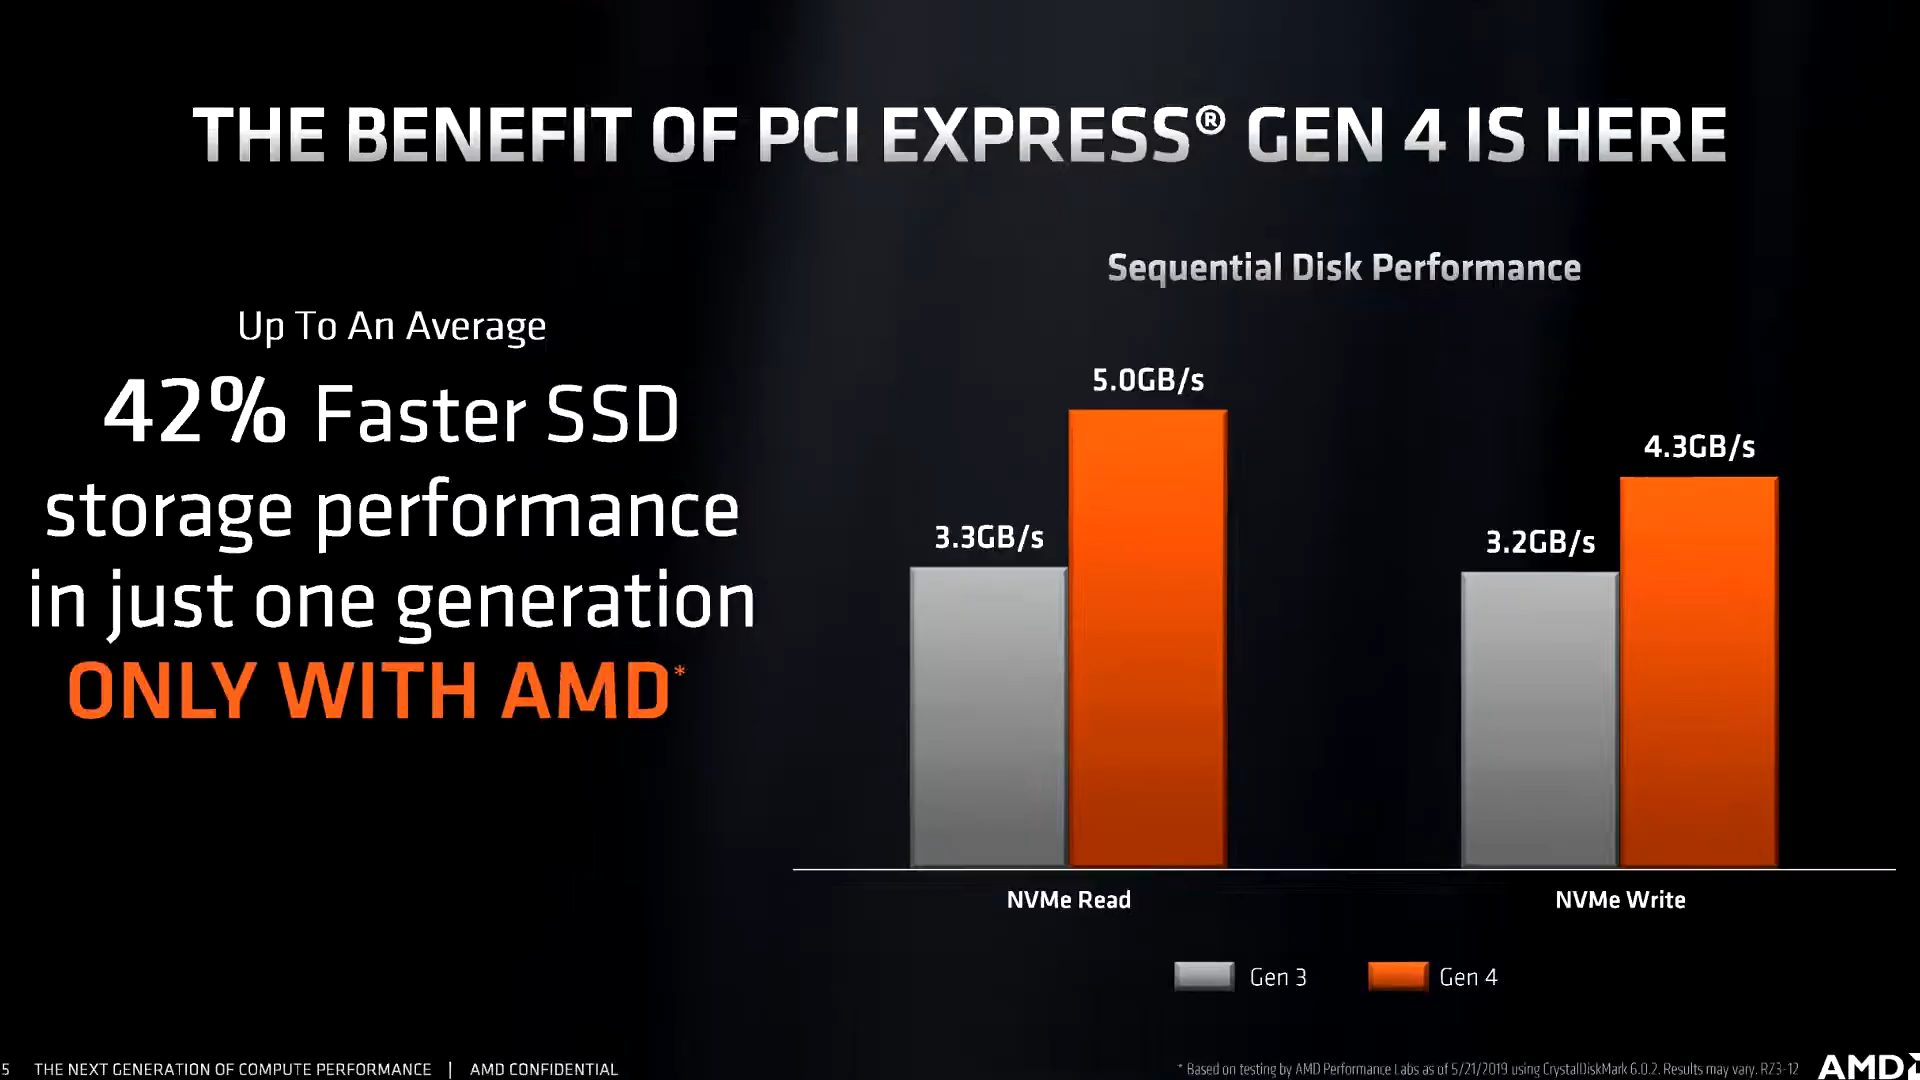 THE BENEFIT OF PCI EXPRESS® GEN 4 IS HERE
Up To An Average
42% Faster SSD
storage performance
in just one generation
ONLY WITH AMD*
Sequential Disk Performance
5.0GB/s
4.3GB/s
3.3GB/s
3.2GB/s
NVMe Read
NVMe Write
Gen 3
Gen 4
5 THE NEXT GENERATION OF COMPUTE PERFORMANCE | AMD CONFIDENTIAL
* Based on testing by AMD Performance Labs as of 5/21/2019 using CrystalDiskMark 6.0.2. Results may vary. RZ3-12
AMD